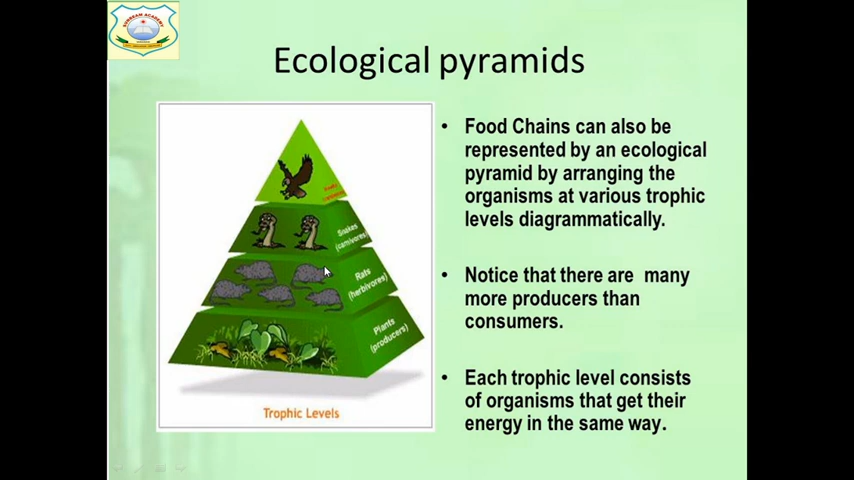 SUNBEAM ACADEMY
Ecological pyramids
• Food Chains can also be
represented by an ecological
pyramid by arranging the
organisms at various trophic
levels diagrammatically.
• Notice that there are many
more producers than
consumers.
• Each trophic level consists
of organisms that get their
energy in the same way.
Snakes
(carnivores)
Rats
(herbivores)
Plants
(producers)
Trophic Levels